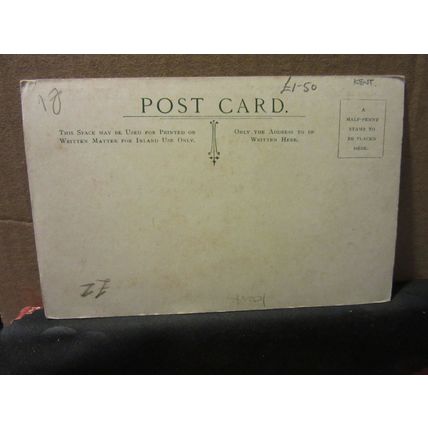 £1-50
KENT.
POST CARD.
THIS SPACE MAY BE USED FOR PRINTED OR
WRITTEN MATTER FOR INLAND USE ONLY.
ONLY THE ADDRESS TO BE
WRITTEN HERE.
A
HALF-PENNY
STAMP TO
BE PLACED
HERE.